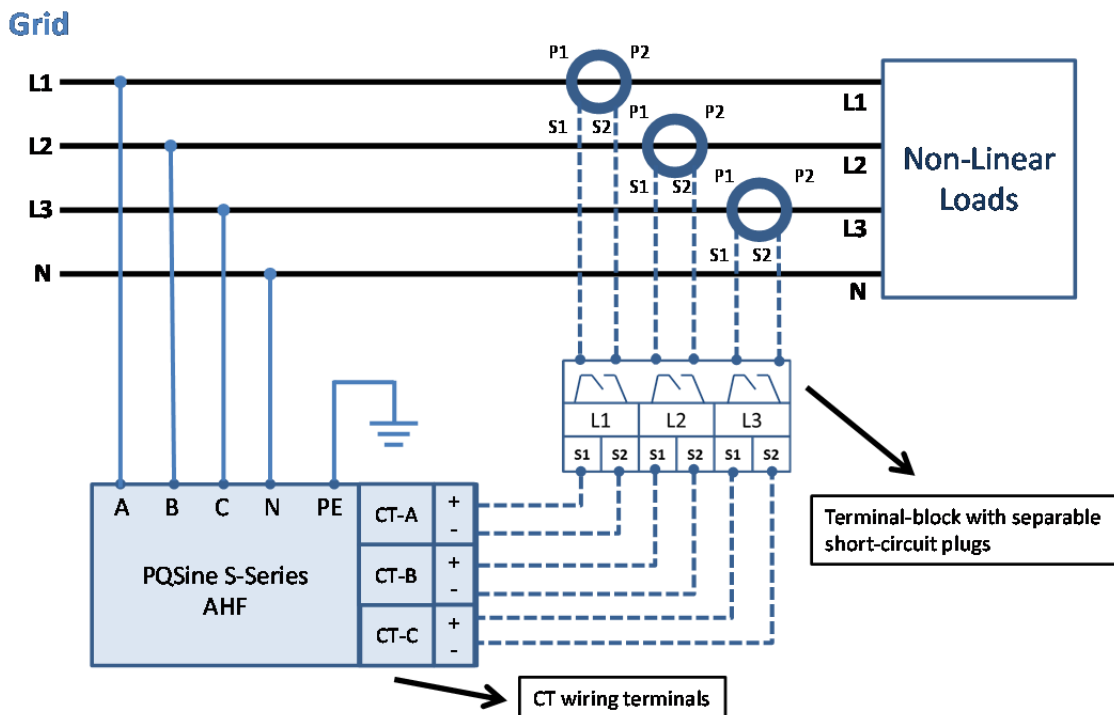 Grid
P1 P2
L1 L1
P1 P2
S1 S2
L2 L2
P1 P2
S1 S2
L3 L3
S1 S2
N N
Non-Linear
Loads
L1 L2 L3
S1 S2 S1 S2 S1 S2
A B C N PE
CT-A + -
CT-B + -
CT-C + -
PQSine S-Series
AHF
Terminal-block with separable
short-circuit plugs
CT wiring terminals